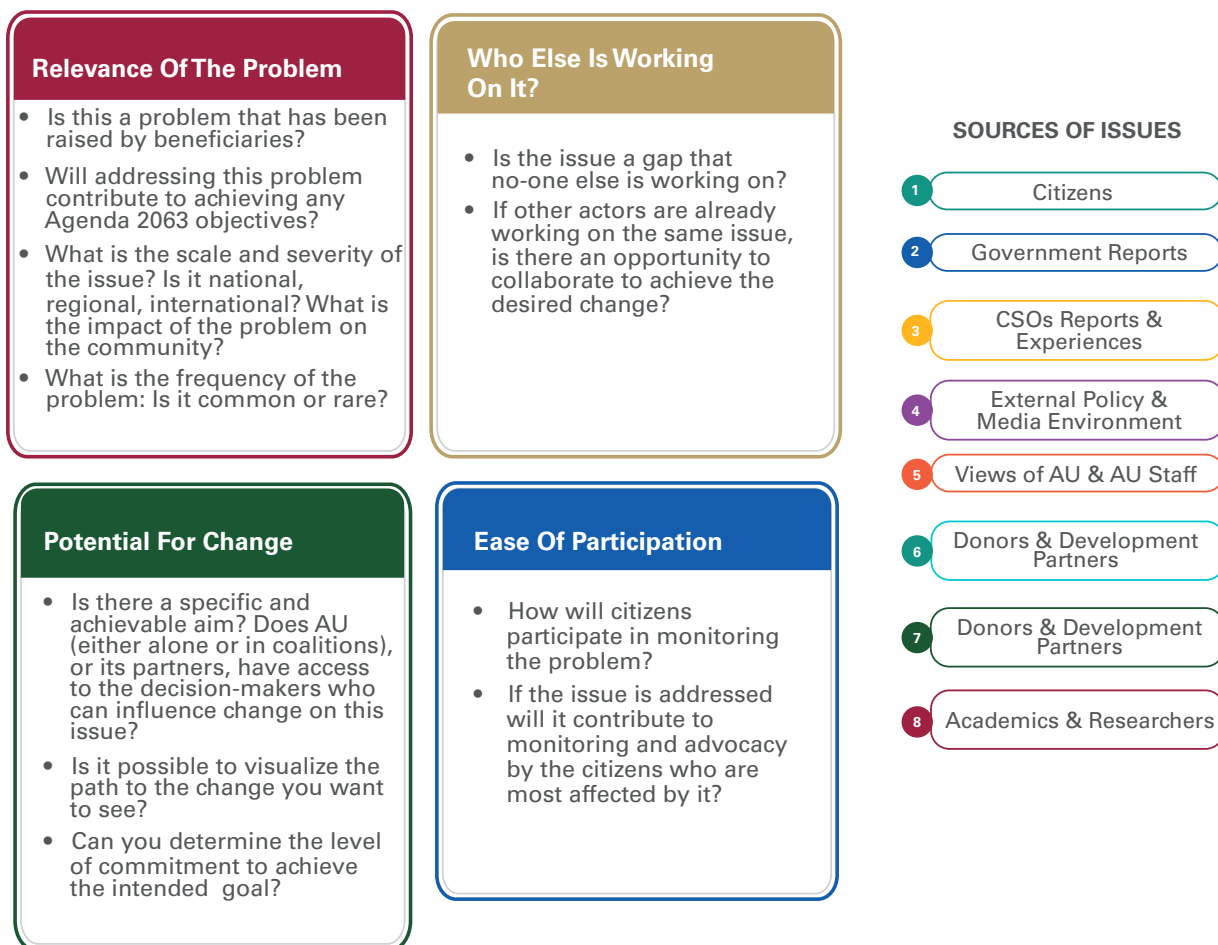 Relevance Of The Problem
• Is this a problem that has been
raised by beneficiaries?
• Will addressing this problem
contribute to achieving any
Agenda 2063 objectives?
• What is the scale and severity of
the issue? Is it national,
regional, international? What is
the impact of the problem on
the community?
• What is the frequency of the
problem: Is it common or rare?
Who Else Is Working
On It?
• Is the issue a gap that
no-one else is working on?
• If other actors are already
working on the same issue,
is there an opportunity to
collaborate to achieve the
desired change?
Potential For Change
• Is there a specific and
achievable aim? Does AU
(either alone or in coalitions),
or its partners, have access
to the decision-makers who
can influence change on this
issue?
• Is it possible to visualize the
path to the change you want
to see?
• Can you determine the level
of commitment to achieve
the intended goal?
Ease Of Participation
• How will citizens
participate in monitoring
the problem?
• If the issue is addressed
will it contribute to
monitoring and advocacy
by the citizens who are
most affected by it?
SOURCES OF ISSUES
1 Citizens
2 Government Reports
3 CSOs Reports &
Experiences
4 External Policy &
Media Environment
5 Views of AU & AU Staff
6 Donors & Development
Partners
7 Donors & Development
Partners
8 Academics & Researchers